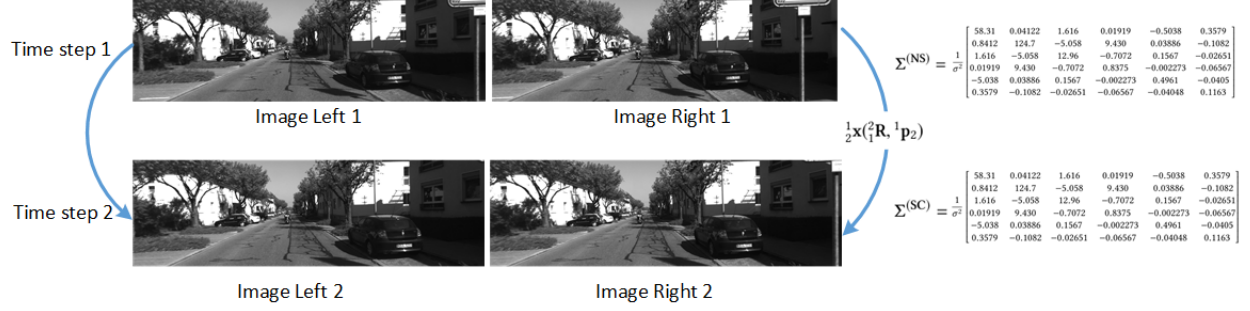 Time step 1
Image Left 1
Image Right 1
Σ^(NS) = 1/σ²
58.31 0.04122 1.616 0.01919 −0.5038 0.3579
0.8412 124.7 −5.058 9.430 0.03886 −0.1082
1.616 −5.058 12.96 −0.7072 0.1567 −0.02651
0.01919 9.430 −0.7072 0.8375 −0.002273 −0.06567
−5.038 0.03886 0.1567 −0.002273 0.4961 −0.0405
0.3579 −0.1082 −0.02651 −0.06567 −0.04048 0.1163
¹₂x(²₁R, ¹p₂)
Time step 2
Image Left 2
Image Right 2
Σ^(SC) = 1/σ²
58.31 0.04122 1.616 0.01919 −0.5038 0.3579
0.8412 124.7 −5.058 9.430 0.03886 −0.1082
1.616 −5.058 12.96 −0.7072 0.1567 −0.02651
0.01919 9.430 −0.7072 0.8375 −0.002273 −0.06567
−5.038 0.03886 0.1567 −0.002273 0.4961 −0.0405
0.3579 −0.1082 −0.02651 −0.06567 −0.04048 0.1163